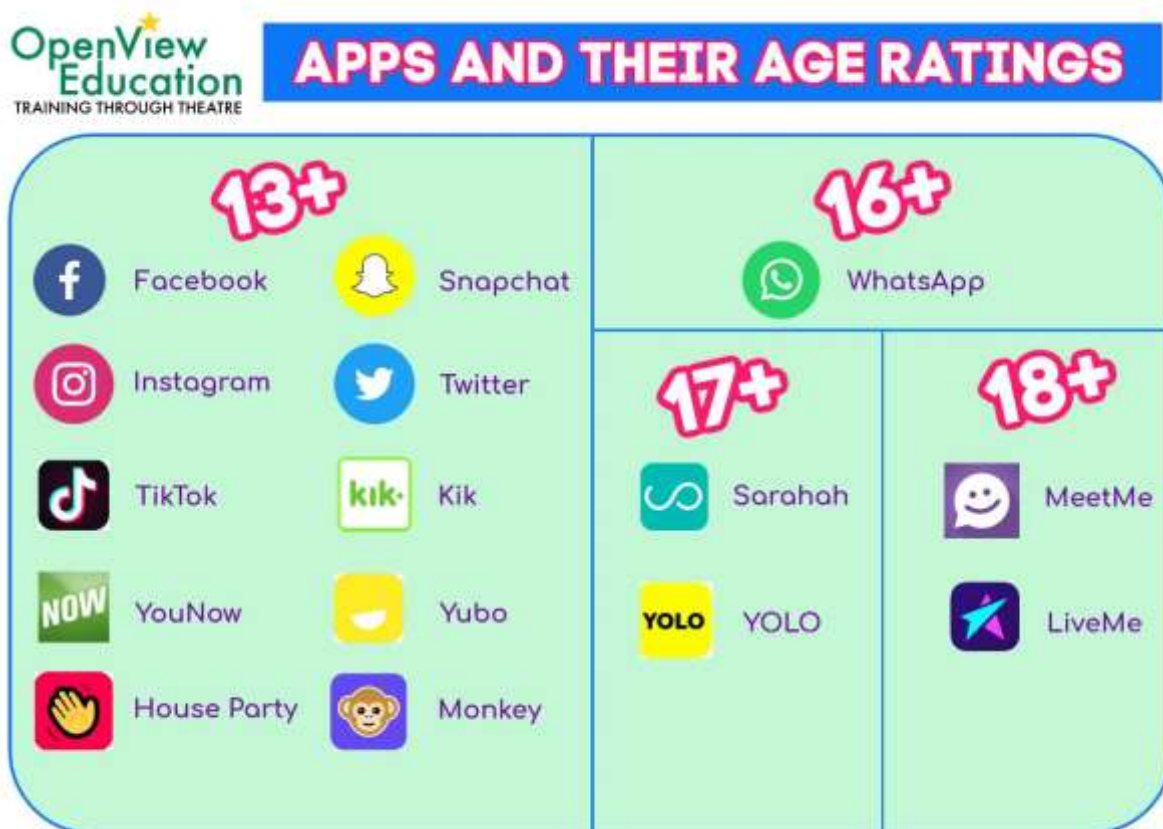 OpenView
Education
TRAINING THROUGH THEATRE
APPS AND THEIR AGE RATINGS
13+
Facebook
Snapchat
Instagram
Twitter
TikTok
kik.
Kik
NOW
YouNow
Yubo
House Party
Monkey
16+
WhatsApp
17+
Sarahah
YOLO
YOLO
18+
MeetMe
LiveMe